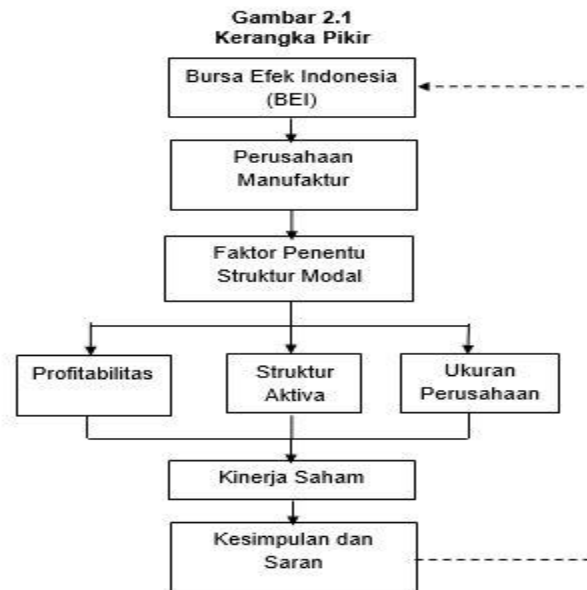 Gambar 2.1
Kerangka Pikir
Bursa Efek Indonesia
(BEI)
Perusahaan
Manufaktur
Faktor Penentu
Struktur Modal
Profitabilitas
Struktur
Aktiva
Ukuran
Perusahaan
Kinerja Saham
Kesimpulan dan
Saran